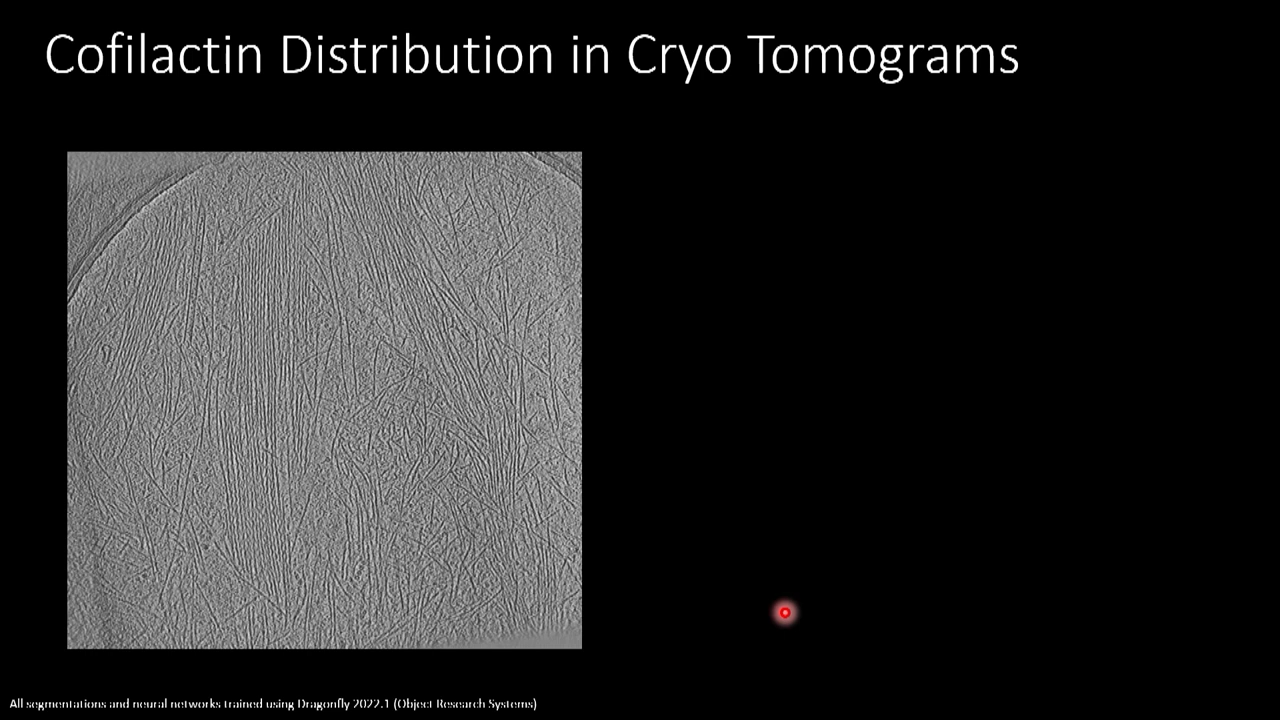 Cofilactin Distribution in Cryo Tomograms
All segmentations and neural networks trained using Dragonfly 2022.1 (Object Research Systems)